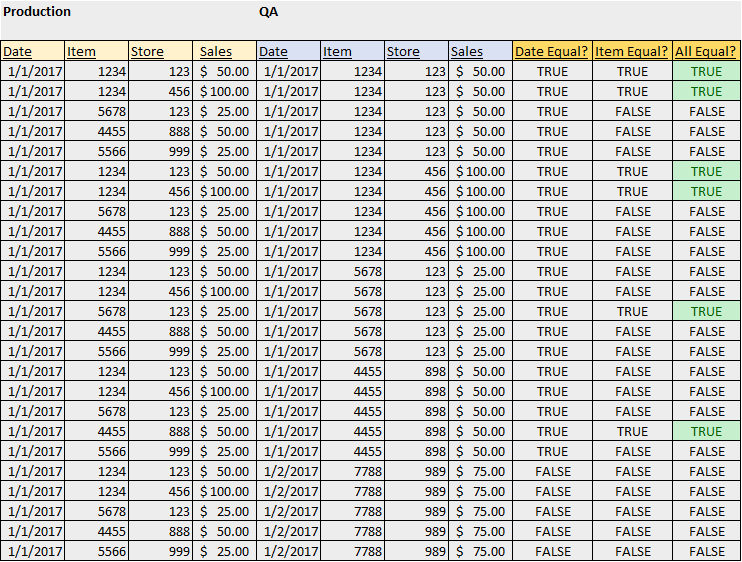 Production QA
Date Item Store Sales Date Item Store Sales Date Equal? Item Equal? All Equal?
1/1/2017 1234 123 $ 50.00 1/1/2017 1234 123 $ 50.00 TRUE TRUE TRUE
1/1/2017 1234 456 $100.00 1/1/2017 1234 123 $ 50.00 TRUE TRUE TRUE
1/1/2017 5678 123 $ 25.00 1/1/2017 1234 123 $ 50.00 TRUE FALSE FALSE
1/1/2017 4455 888 $ 50.00 1/1/2017 1234 123 $ 50.00 TRUE FALSE FALSE
1/1/2017 5566 999 $ 25.00 1/1/2017 1234 123 $ 50.00 TRUE FALSE FALSE
1/1/2017 1234 123 $ 50.00 1/1/2017 1234 456 $100.00 TRUE TRUE TRUE
1/1/2017 1234 456 $100.00 1/1/2017 1234 456 $100.00 TRUE TRUE TRUE
1/1/2017 5678 123 $ 25.00 1/1/2017 1234 456 $100.00 TRUE FALSE FALSE
1/1/2017 4455 888 $ 50.00 1/1/2017 1234 456 $100.00 TRUE FALSE FALSE
1/1/2017 5566 999 $ 25.00 1/1/2017 1234 456 $100.00 TRUE FALSE FALSE
1/1/2017 1234 123 $ 50.00 1/1/2017 5678 123 $ 25.00 TRUE FALSE FALSE
1/1/2017 1234 456 $100.00 1/1/2017 5678 123 $ 25.00 TRUE FALSE FALSE
1/1/2017 5678 123 $ 25.00 1/1/2017 5678 123 $ 25.00 TRUE TRUE TRUE
1/1/2017 4455 888 $ 50.00 1/1/2017 5678 123 $ 25.00 TRUE FALSE FALSE
1/1/2017 5566 999 $ 25.00 1/1/2017 5678 123 $ 25.00 TRUE FALSE FALSE
1/1/2017 1234 123 $ 50.00 1/1/2017 4455 898 $ 50.00 TRUE FALSE FALSE
1/1/2017 1234 456 $100.00 1/1/2017 4455 898 $ 50.00 TRUE FALSE FALSE
1/1/2017 5678 123 $ 25.00 1/1/2017 4455 898 $ 50.00 TRUE FALSE FALSE
1/1/2017 4455 888 $ 50.00 1/1/2017 4455 898 $ 50.00 TRUE TRUE TRUE
1/1/2017 5566 999 $ 25.00 1/1/2017 4455 898 $ 50.00 TRUE FALSE FALSE
1/1/2017 1234 123 $ 50.00 1/2/2017 7788 989 $ 75.00 FALSE FALSE FALSE
1/1/2017 1234 456 $100.00 1/2/2017 7788 989 $ 75.00 FALSE FALSE FALSE
1/1/2017 5678 123 $ 25.00 1/2/2017 7788 989 $ 75.00 FALSE FALSE FALSE
1/1/2017 4455 888 $ 50.00 1/2/2017 7788 989 $ 75.00 FALSE FALSE FALSE
1/1/2017 5566 999 $ 25.00 1/2/2017 7788 989 $ 75.00 FALSE FALSE FALSE